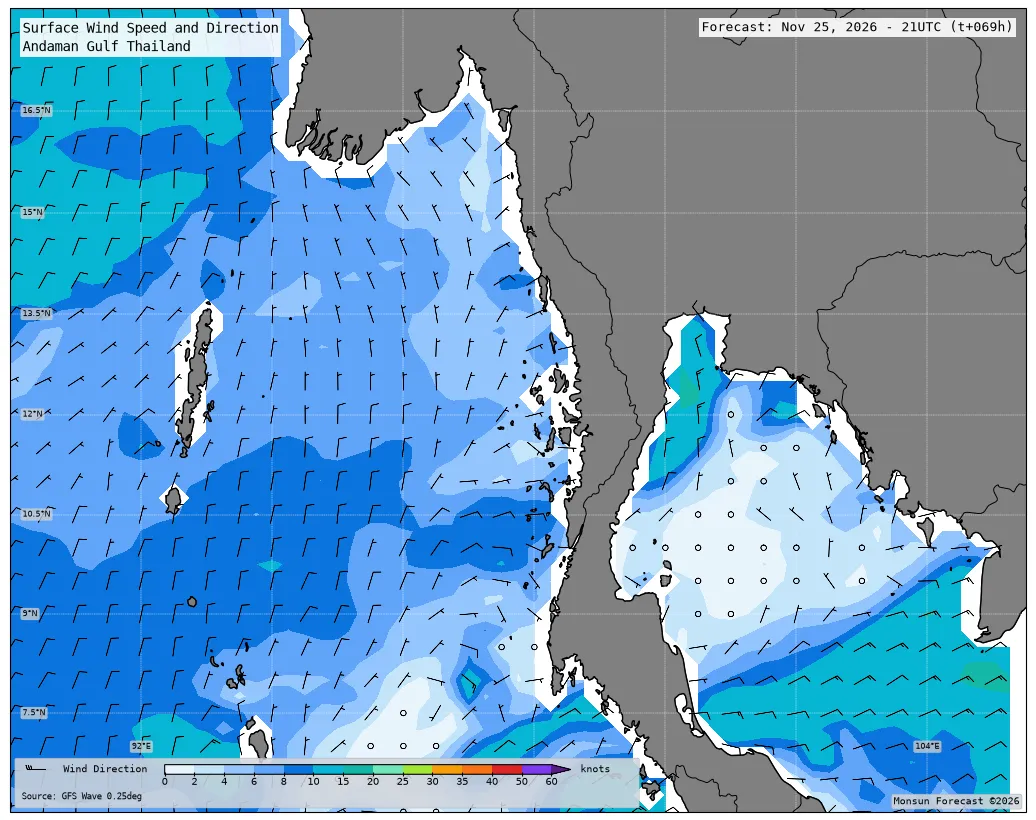 Surface Wind Speed and Direction
Andaman Gulf Thailand
Forecast: Nov 25, 2026 - 21UTC (t+069h)
16.5°N
15°N
13.5°N
12°N
10.5°N
9°N
7.5°N
92°E
104°E
Wind Direction
knots
0 2 4 6 8 10 15 20 25 30 35 40 50 60
Source: GFS Wave 0.25deg
Monsun Forecast ©2026